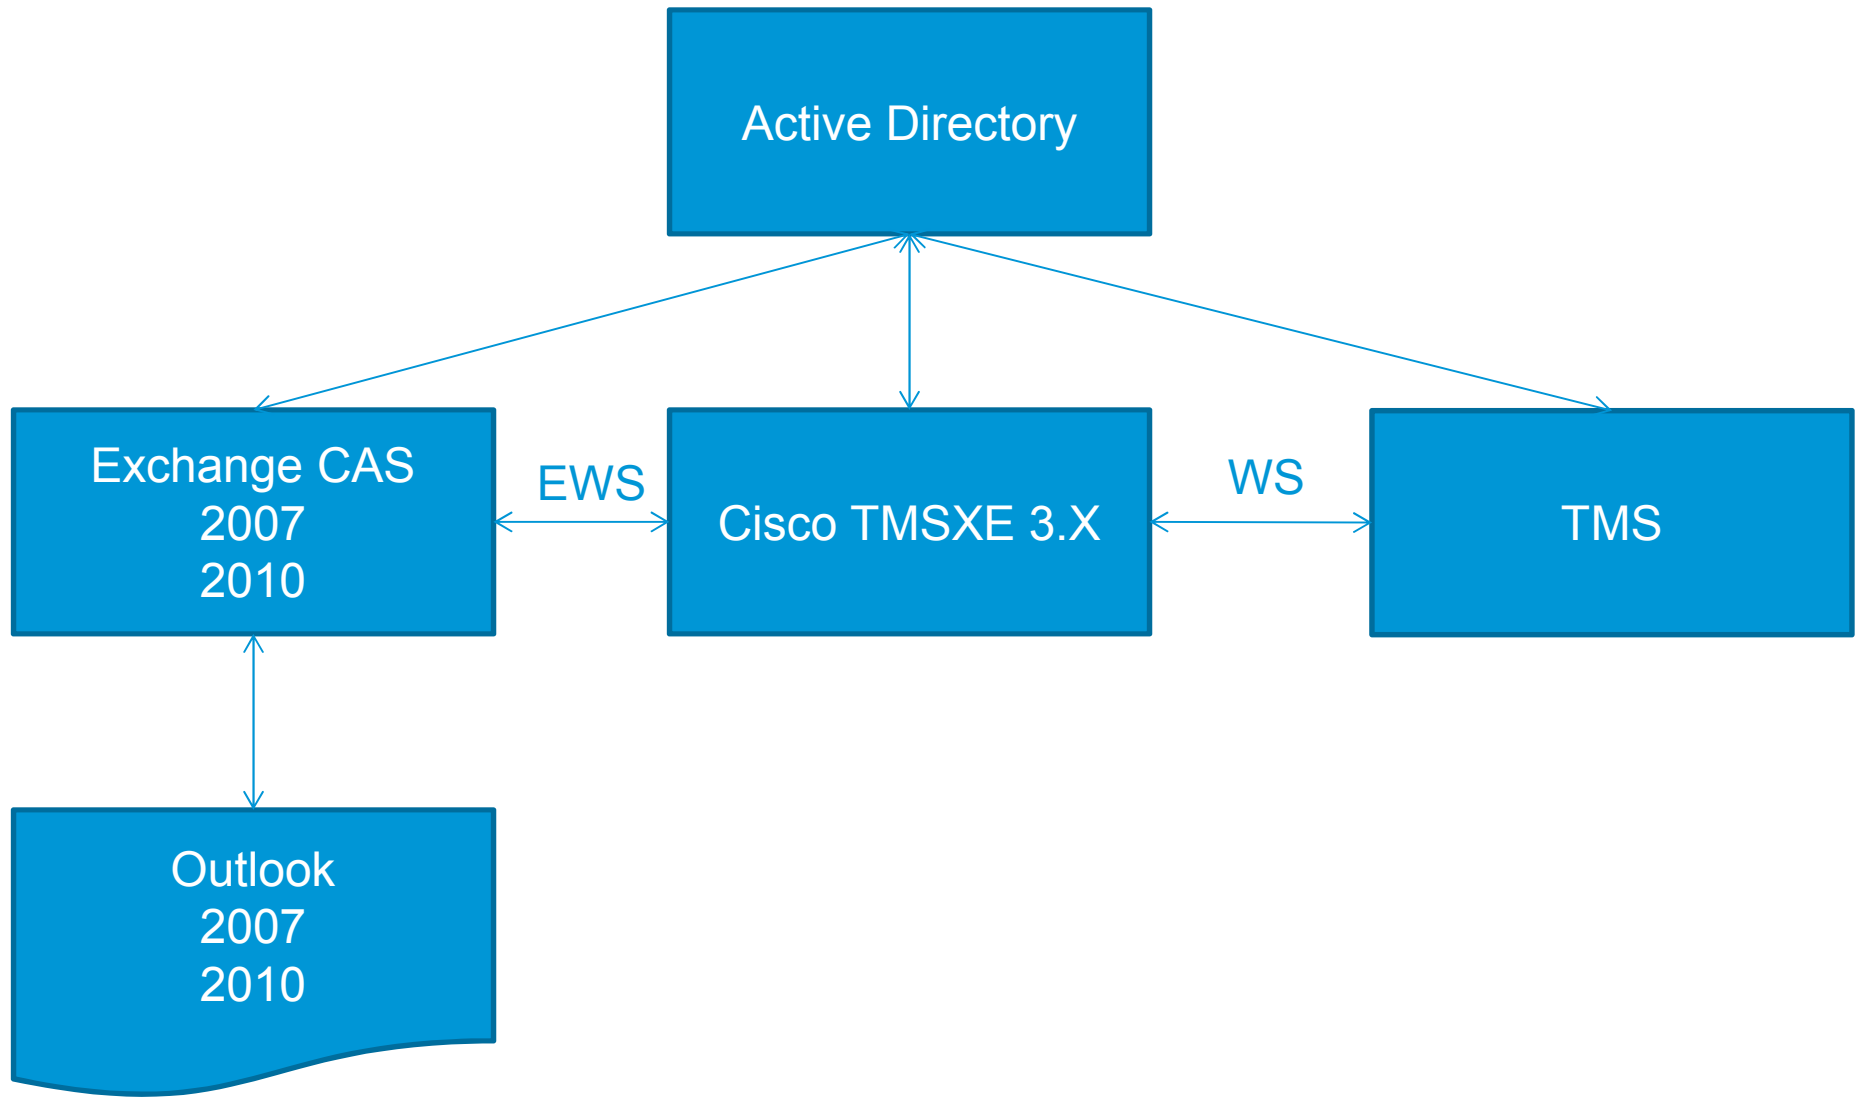 Active Directory
Exchange CAS
2007
2010
EWS
Cisco TMSXE 3.X
WS
TMS
Outlook
2007
2010